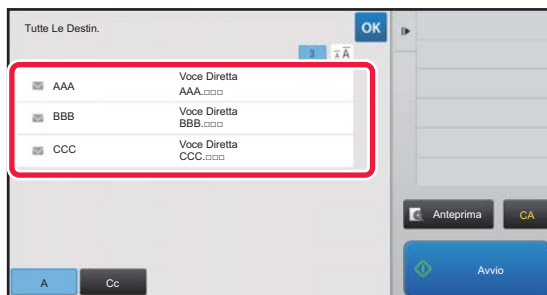 Tutte Le Destin.
OK
3
A A
AAA Voce Diretta
AAA.□□□
BBB Voce Diretta
BBB.□□□
CCC Voce Diretta
CCC.□□□
Anteprima
CA
Avvio
A
Cc